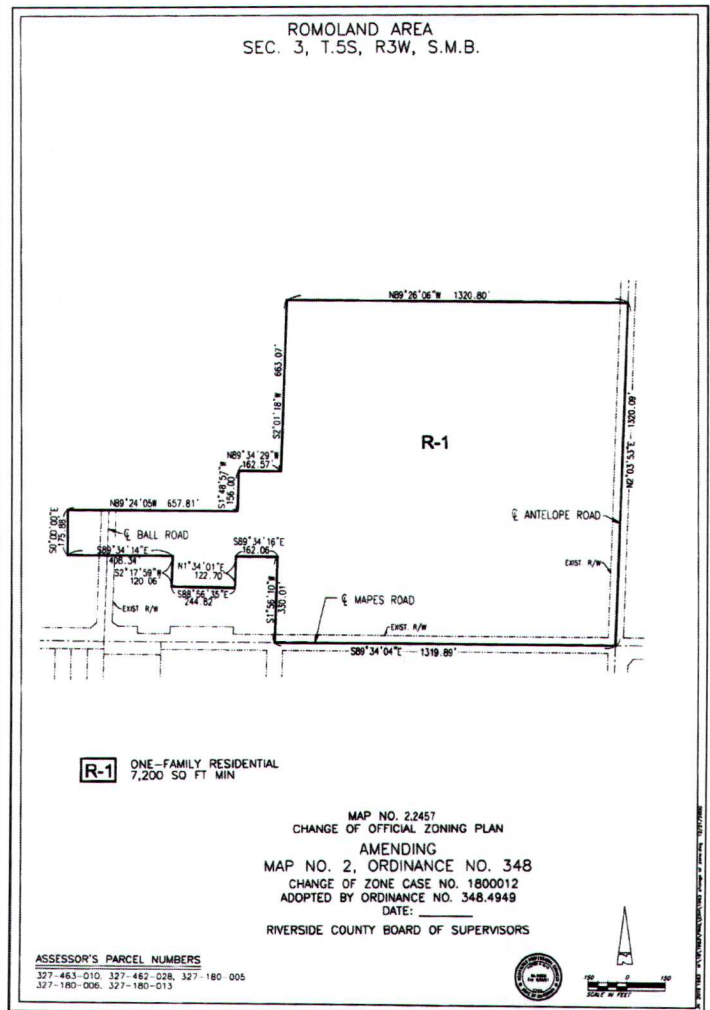 ROMOLAND AREA
SEC. 3, T.5S, R3W, S.M.B.
N89°26'06"W 1320.80'
S2°01'18"W
663.07'
N2°03'53"E 1320.09'
R-1
N89°34'29"W
162.57'
S1°48'57"W
156.00'
N89°24'05W 657.81'
S0°00'00"E
175.88
℄ BALL ROAD
℄ ANTELOPE ROAD
S89°34'14"E
408.34'
S89°34'16"E
162.06'
S2°17'59"W
120.06
N1°34'01"E
122.70
S88°56'35"E
244.82
S1°56'10"W
330.01'
EXIST R/W
EXIST. R/W
℄ MAPES ROAD
EXIST. R/W
S89°34'04"E 1319.89'
R-1 ONE-FAMILY RESIDENTIAL
7,200 SQ FT MIN
MAP NO. 2.2457
CHANGE OF OFFICIAL ZONING PLAN
AMENDING
MAP NO. 2, ORDINANCE NO. 348
CHANGE OF ZONE CASE NO. 1800012
ADOPTED BY ORDINANCE NO. 348.4949
DATE:
RIVERSIDE COUNTY BOARD OF SUPERVISORS
ASSESSOR'S PARCEL NUMBERS
327-463-010, 327-462-028, 327-180-005
327-180-006, 327-180-013
150 0 150
SCALE IN FEET